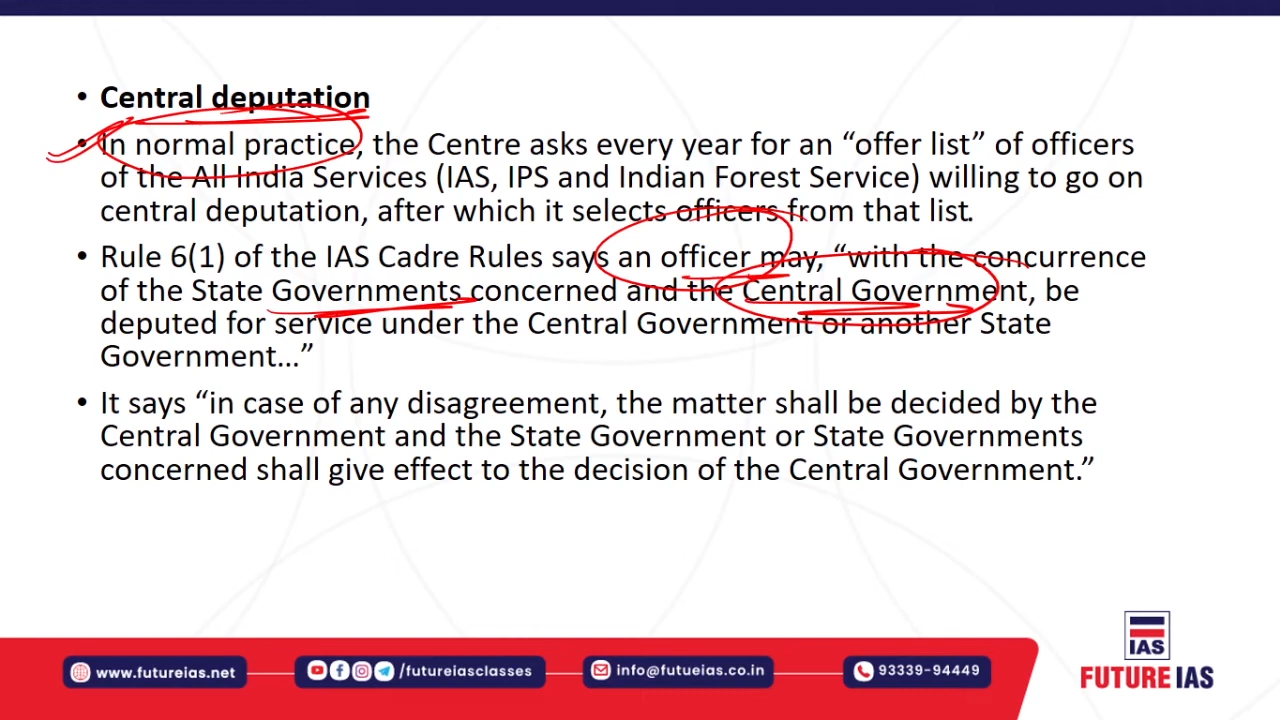 • Central deputation
• In normal practice, the Centre asks every year for an “offer list” of officers
of the All India Services (IAS, IPS and Indian Forest Service) willing to go on
central deputation, after which it selects officers from that list.
• Rule 6(1) of the IAS Cadre Rules says an officer may, “with the concurrence
of the State Governments concerned and the Central Government, be
deputed for service under the Central Government or another State
Government...”
• It says “in case of any disagreement, the matter shall be decided by the
Central Government and the State Government or State Governments
concerned shall give effect to the decision of the Central Government.”
IAS
FUTURE IAS
www.futureias.net
/futureiasclasses
info@futueias.co.in
93339-94449